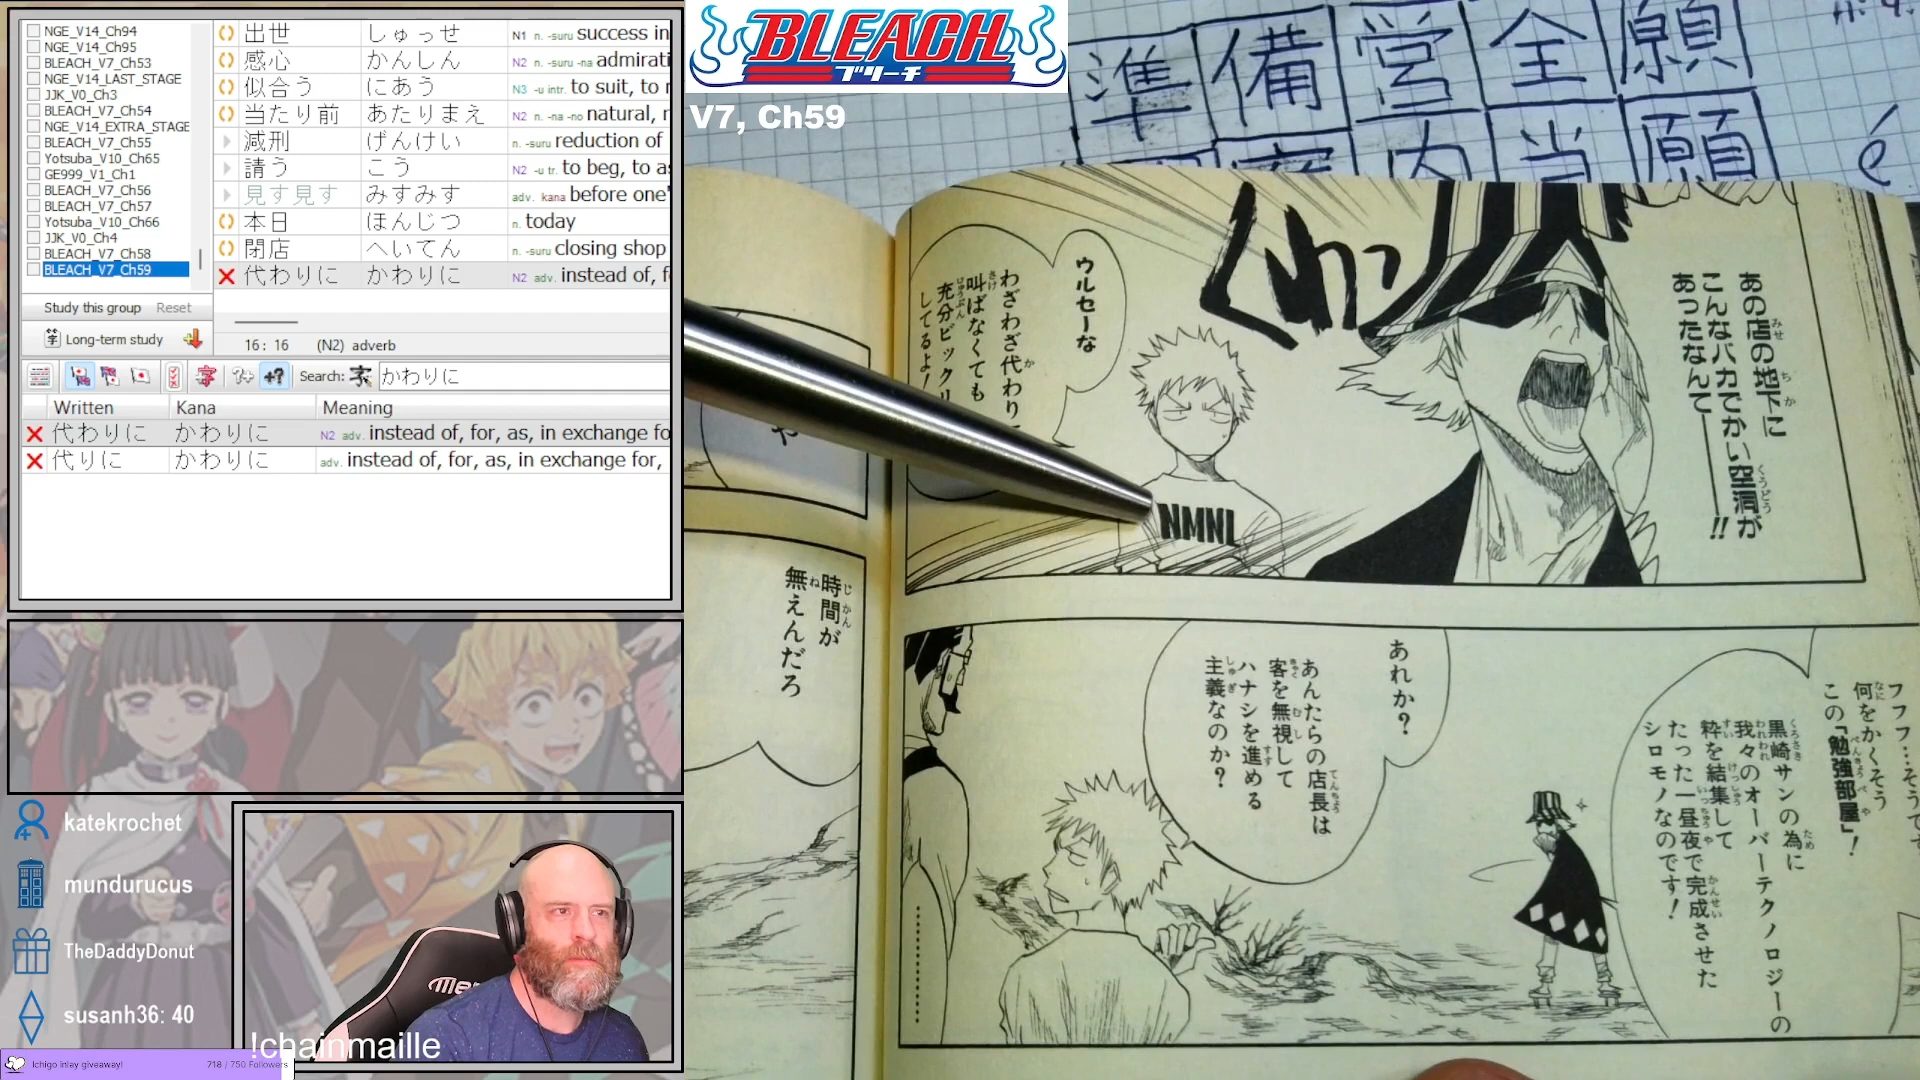 NGE_V14_Ch94
NGE_V14_Ch95
BLEACH_V7_Ch53
NGE_V14_LAST_STAGE
JJK_V0_Ch3
BLEACH_V7_Ch54
NGE_V14_EXTRA_STAGE
BLEACH_V7_Ch55
Yotsuba_V10_Ch65
GE999_V1_Ch1
BLEACH_V7_Ch56
BLEACH_V7_Ch57
Yotsuba_V10_Ch66
JJK_V0_Ch4
BLEACH_V7_Ch58
BLEACH_V7_Ch59
Study this group Reset
Long-term study
出世 しゅっせ N1 n. -suru success in
感心 かんしん N2 n. -suru -na admirati
似合う にあう N3 -u intr. to suit, to
当たり前 あたりまえ N2 n. -na -no natural,
減刑 げんけい n. -suru reduction of
請う こう N2 -u tr. to beg, to
見す見す みすみす adv. kana before one'
本日 ほんじつ n. today
閉店 へいてん n. -suru closing shop
代わりに かわりに N2 adv. instead of,
16: 16 (N2) adverb
Search: かわりに
Written Kana Meaning
代わりに かわりに N2 adv. instead of, for, as, in exchange fo
代りに かわりに adv. instead of, for, as, in exchange for,
BLEACH
ブリーチ
V7, Ch59
準 備 営 全 願
あの店の地下に
こんなバカでかい空洞が
あったなんて――!!
くわっ
ウルセーな
わざわざ代わり
叫ばなくても
充分ビックリ
してるよ!
NMNL
フフフ…そうです
何をかくそう
この「勉強部屋」!
黒崎サンの為に
我々のオーバーテクノロジーの
粋を結集して
たった一昼夜で完成させた
シロモノなのです!
あれか?
あんたらの店長は
客を無視して
ハナシを進める
主義なのか?
………
や
時間が
無えんだろ
katekrochet
mundurucus
TheDaddyDonut
susanh36: 40
!chainmaille
Ichigo inlay giveaway! 718 / 750 Followers